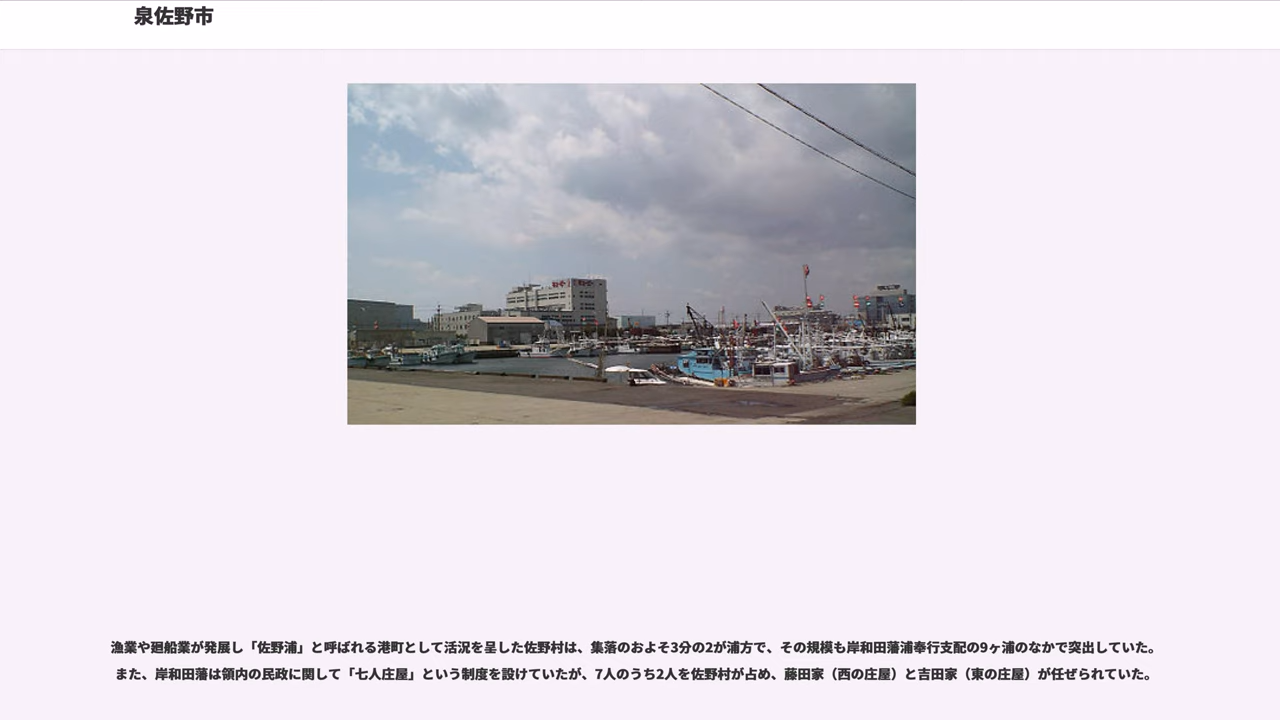 泉佐野市
漁業や廻船業が発展し「佐野浦」と呼ばれる港町として活況を呈した佐野村は、集落のおよそ3分の2が浦方で、その規模も岸和田藩浦奉行支配の9ヶ浦のなかで突出していた。
また、岸和田藩は領内の民政に関して「七人庄屋」という制度を設けていたが、7人のうち2人を佐野村が占め、藤田家（西の庄屋）と吉田家（東の庄屋）が任ぜられていた。